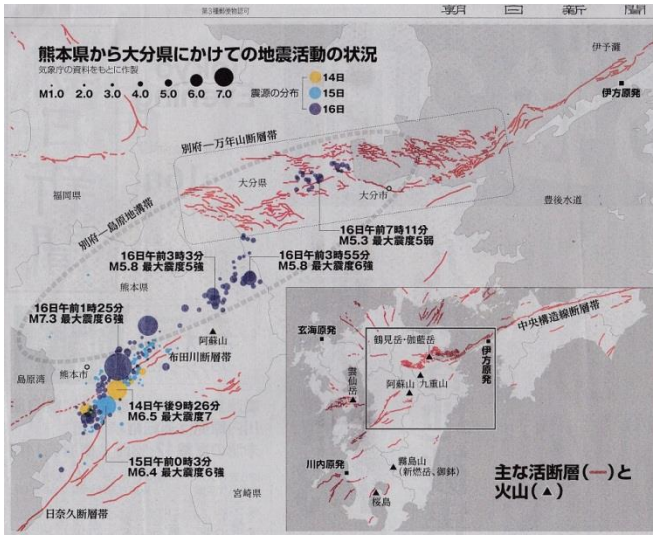 第3種郵便物認可
朝日新聞
熊本県から大分県にかけての地震活動の状況
気象庁の資料をもとに作製
M1.0 2.0 3.0 4.0 5.0 6.0 7.0
震源の分布
14日
15日
16日
伊予灘
伊方原発
別府―万年山断層帯
大分県
大分市
福岡県
豊後水道
別府―島原地溝帯
16日午前7時11分
M5.3 最大震度5弱
16日午前3時3分
M5.8 最大震度5強
16日午前3時55分
M5.8 最大震度6強
熊本県
16日午前1時25分
M7.3 最大震度6強
阿蘇山
布田川断層帯
島原湾
熊本市
14日午後9時26分
M6.5 最大震度7
15日午前0時3分
M6.4 最大震度6強
宮崎県
日奈久断層帯
中央構造線断層帯
玄海原発
鶴見岳・伽藍岳
伊方原発
雲仙岳
阿蘇山
九重山
川内原発
霧島山
(新燃岳、御鉢)
桜島
主な活断層(―)と
火山(▲)